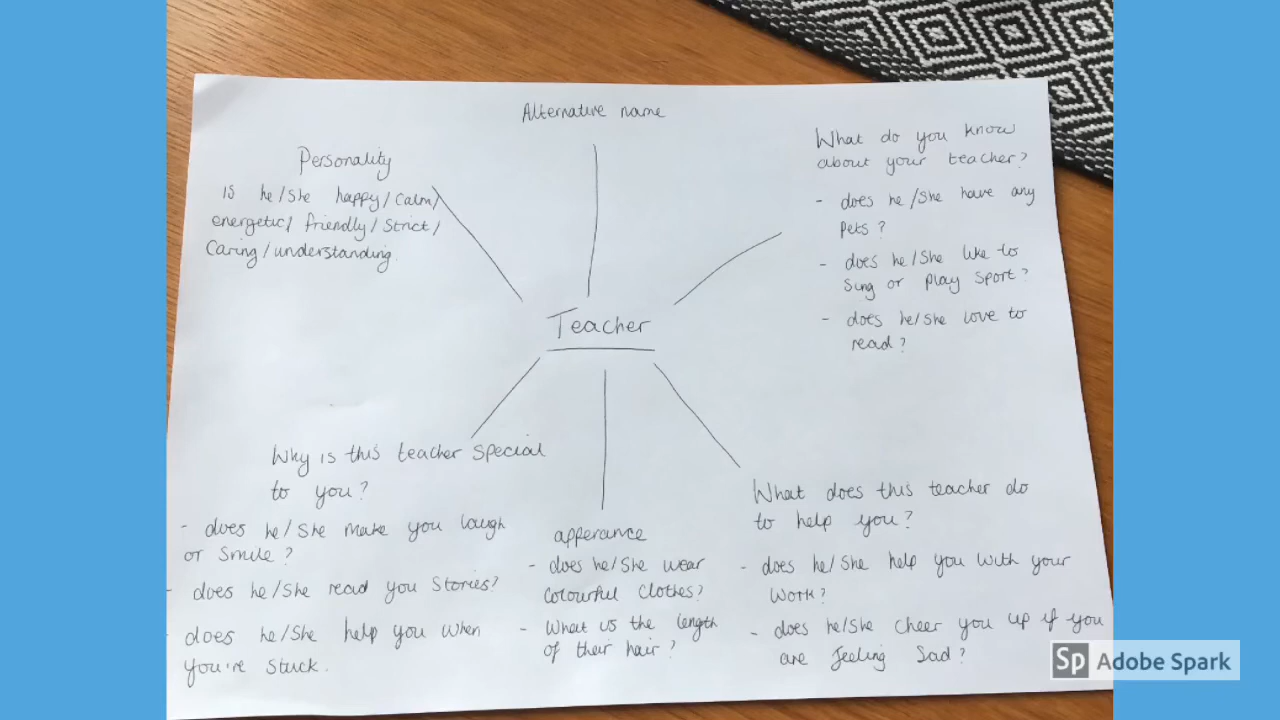 Alternative name
Personality
is he/She happy/calm/
energetic/ friendly/strict/
Caring/understanding.
What do you know
about your teacher?
- does he/She have any
pets?
- does he/She like to
Sing or play sport?
- does he/She love to
read?
Teacher
Why is this teacher special
to you?
- does he/She make you laugh
or smile?
- does he/She read you Stories?
- does he/She help you when
you're stuck.
apperance
- does he/She wear
colourful clothes?
- What is the length
of their hair?
What does this teacher do
to help you?
- does he/She help you with your
work?
- does he/She cheer you up if you
are feeling sad?
Sp Adobe Spark